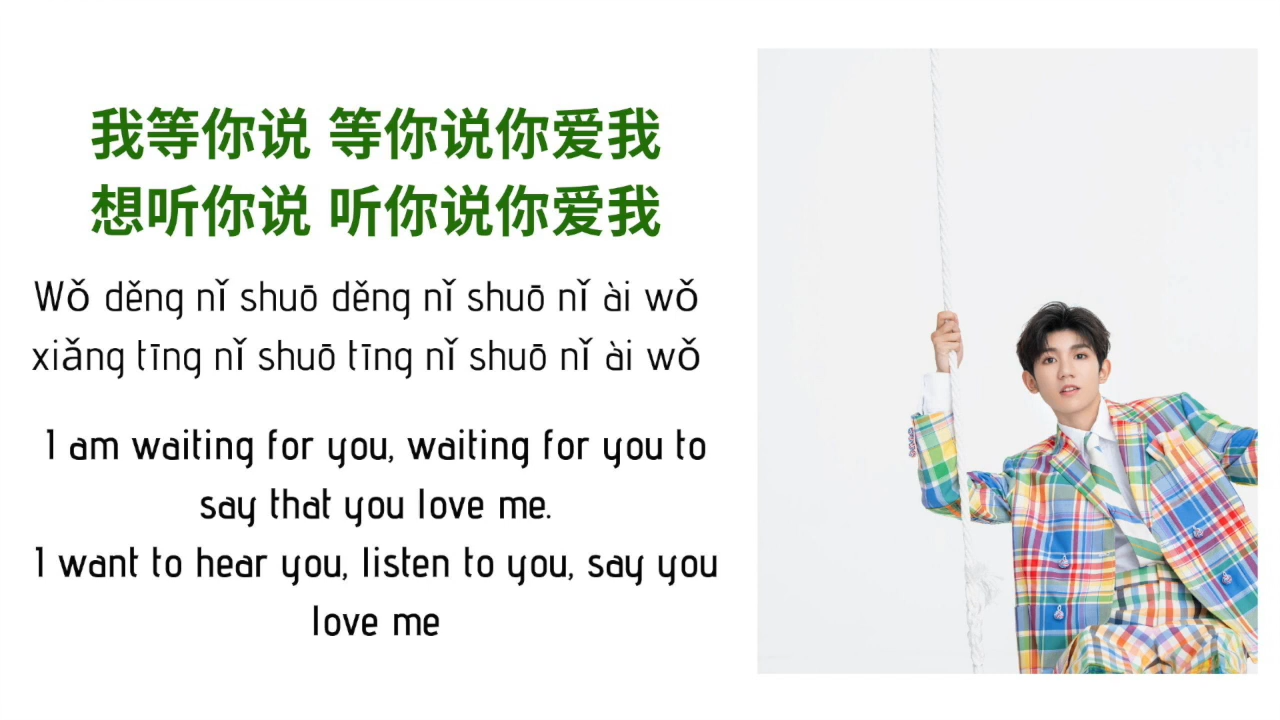 我等你说 等你说你爱我
想听你说 听你说你爱我
Wǒ děng nǐ shuō děng nǐ shuō nǐ ài wǒ
xiǎng tīng nǐ shuō tīng nǐ shuō nǐ ài wǒ
I am waiting for you, waiting for you to
say that you love me.
I want to hear you, listen to you, say you
love me